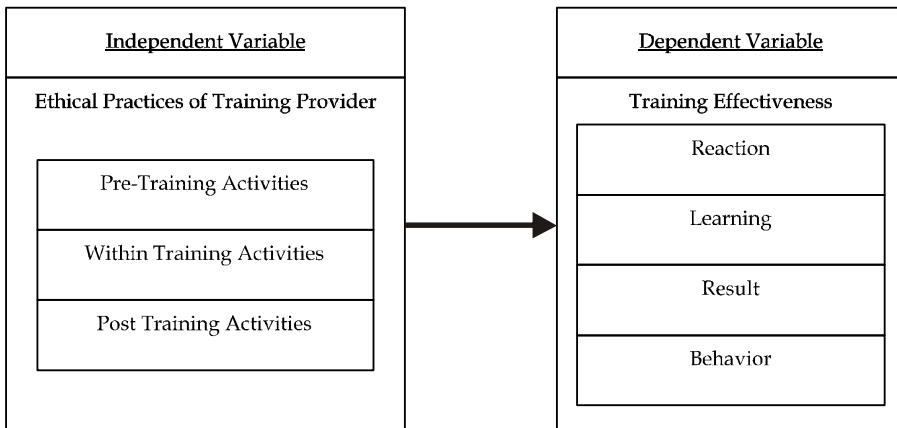 Independent Variable
Ethical Practices of Training Provider
Pre-Training Activities
Within Training Activities
Post Training Activities
Dependent Variable
Training Effectiveness
Reaction
Learning
Result
Behavior